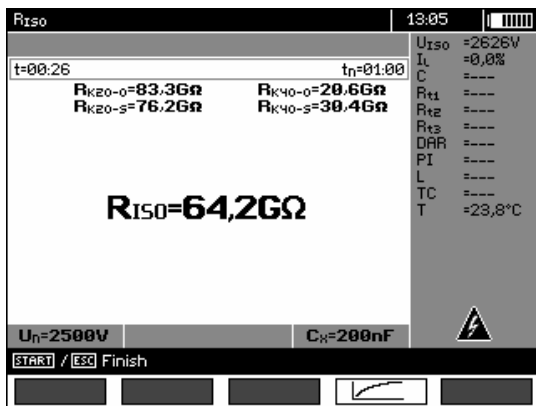 RISO 13:05
t=00:26 tn=01:00
RK20-O=83,3GΩ RK40-O=20,6GΩ
RK20-S=76,2GΩ RK40-S=30,4GΩ
RISO=64,2GΩ
UISO =2626V
IL =0,0%
C =---
Rt1 =---
Rt2 =---
Rt3 =---
DAR =---
PI =---
L =---
TC =---
T =23,8°C
Un=2500V CX=200nF
START / ESC Finish